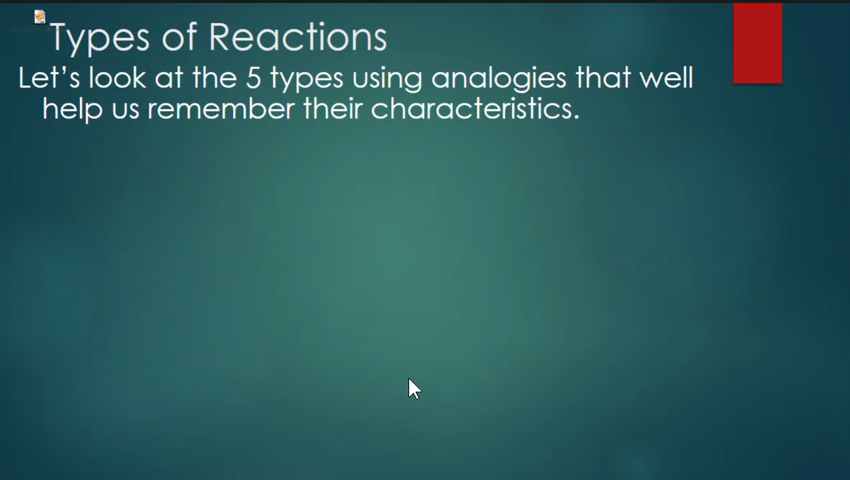 Types of Reactions
Let's look at the 5 types using analogies that well
help us remember their characteristics.